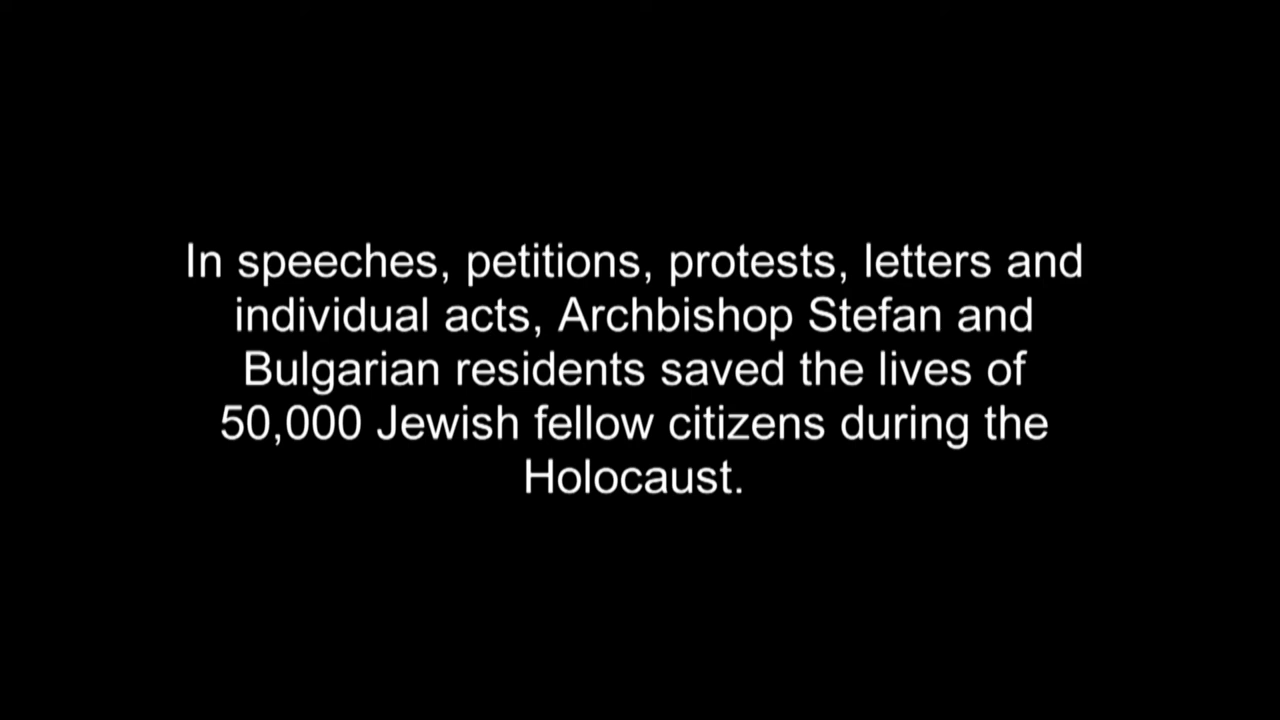 In speeches, petitions, protests, letters and
individual acts, Archbishop Stefan and
Bulgarian residents saved the lives of
50,000 Jewish fellow citizens during the
Holocaust.